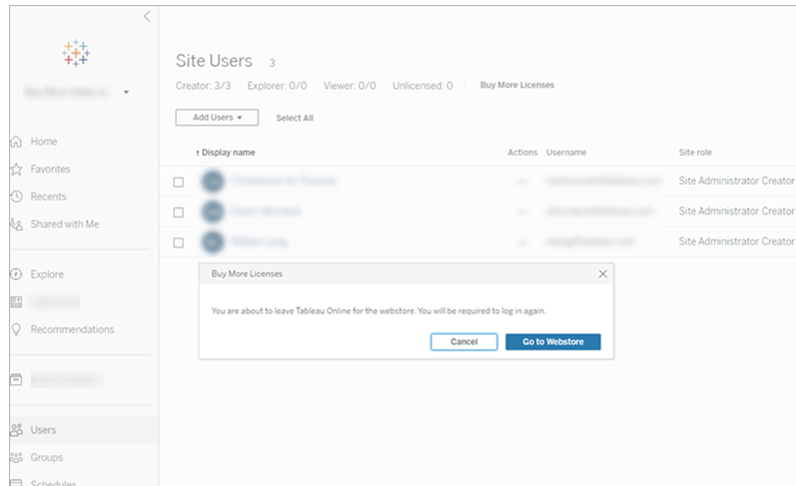 Site Users 3
Creator: 3/3 Explorer: 0/0 Viewer: 0/0 Unlicensed: 0 Buy More Licenses
Add Users Select All
Display name Actions Username Site role
Site Administrator Creator
Site Administrator Creator
Site Administrator Creator
Home
Favorites
Recents
Shared with Me
Explore
Recommendations
Users
Groups
Schedules
Buy More Licenses
You are about to leave Tableau Online for the webstore. You will be required to log in again.
Cancel Go to Webstore